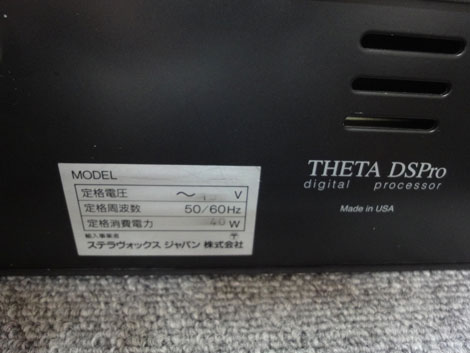 MODEL
定格電圧 ～ V
定格周波数 50/60Hz
定格消費電力 40W
輸入事業者 〒
ステラヴォックス ジャパン 株式会社
THETA DSPro
digital processor
Made in USA